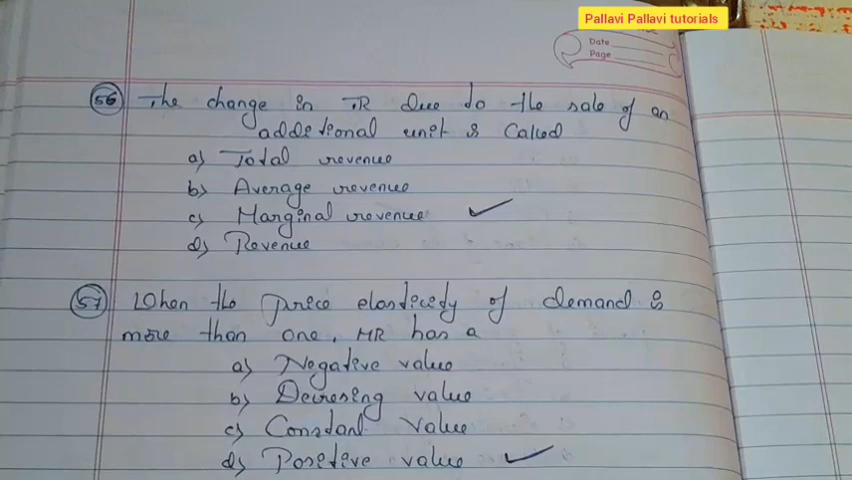 Pallavi Pallavi tutorials
Date
Page
56 The change in TR due to the sale of an
additional unit is called
a) Total revenue
b) Average revenue
c) Marginal revenue ✓
d) Revenue
57 When the price elasticity of demand is
more than one, MR has a
a) Negative value
b) Decresing value
c) Constant Value
d) Positive value ✓